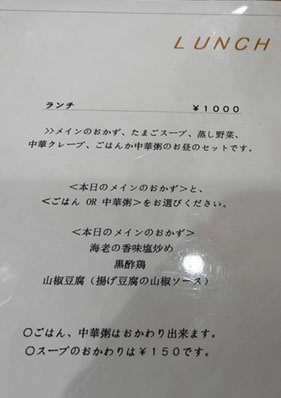 LUNCH
ランチ ¥1000
>>メインのおかず、たまごスープ、蒸し野菜、
中華クレープ、ごはんか中華粥のお昼のセットです。
<本日のメインのおかず>と、
<ごはん OR 中華粥>をお選びください。
<本日のメインのおかず>
海老の香味塩炒め
黒酢鶏
山椒豆腐(揚げ豆腐の山椒ソース)
○ごはん、中華粥はおかわり出来ます。
○スープのおかわりは¥150です。